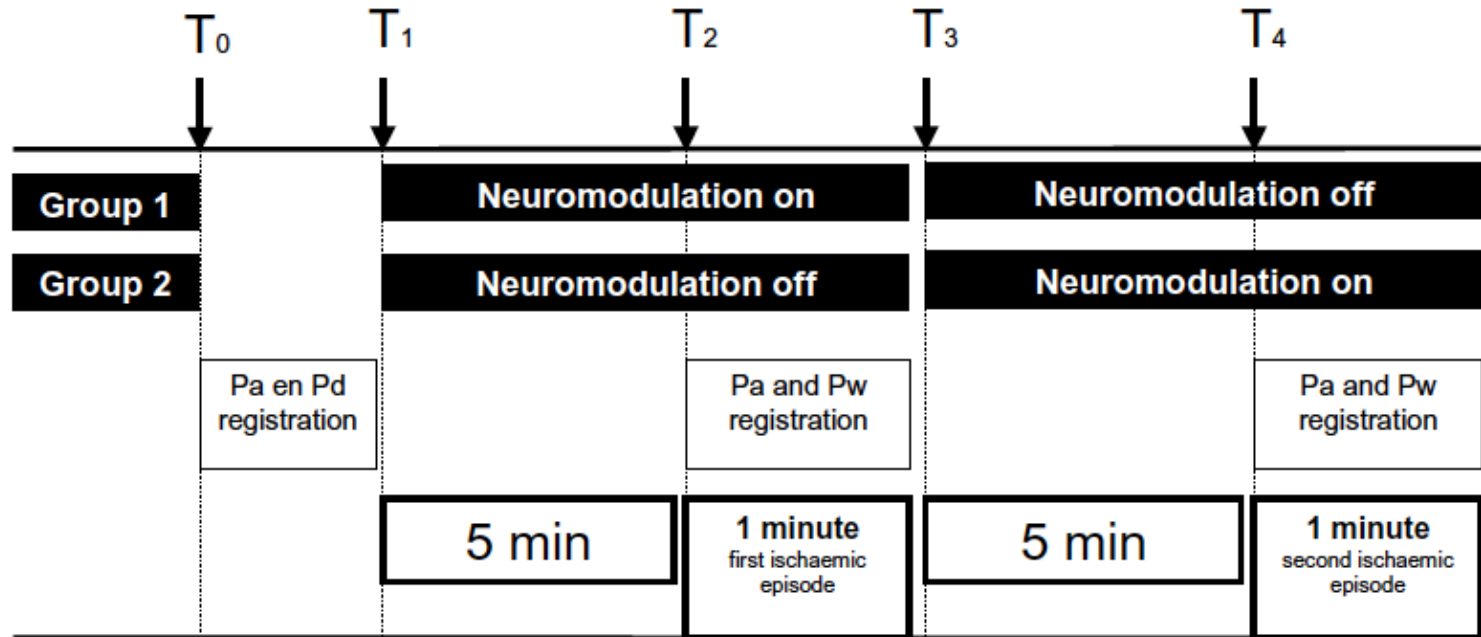 T0 T1 T2 T3 T4
Group 1 Neuromodulation on Neuromodulation off
Group 2 Neuromodulation off Neuromodulation on
Pa en Pd
registration
Pa and Pw
registration
Pa and Pw
registration
5 min
1 minute
first ischaemic
episode
5 min
1 minute
second ischaemic
episode